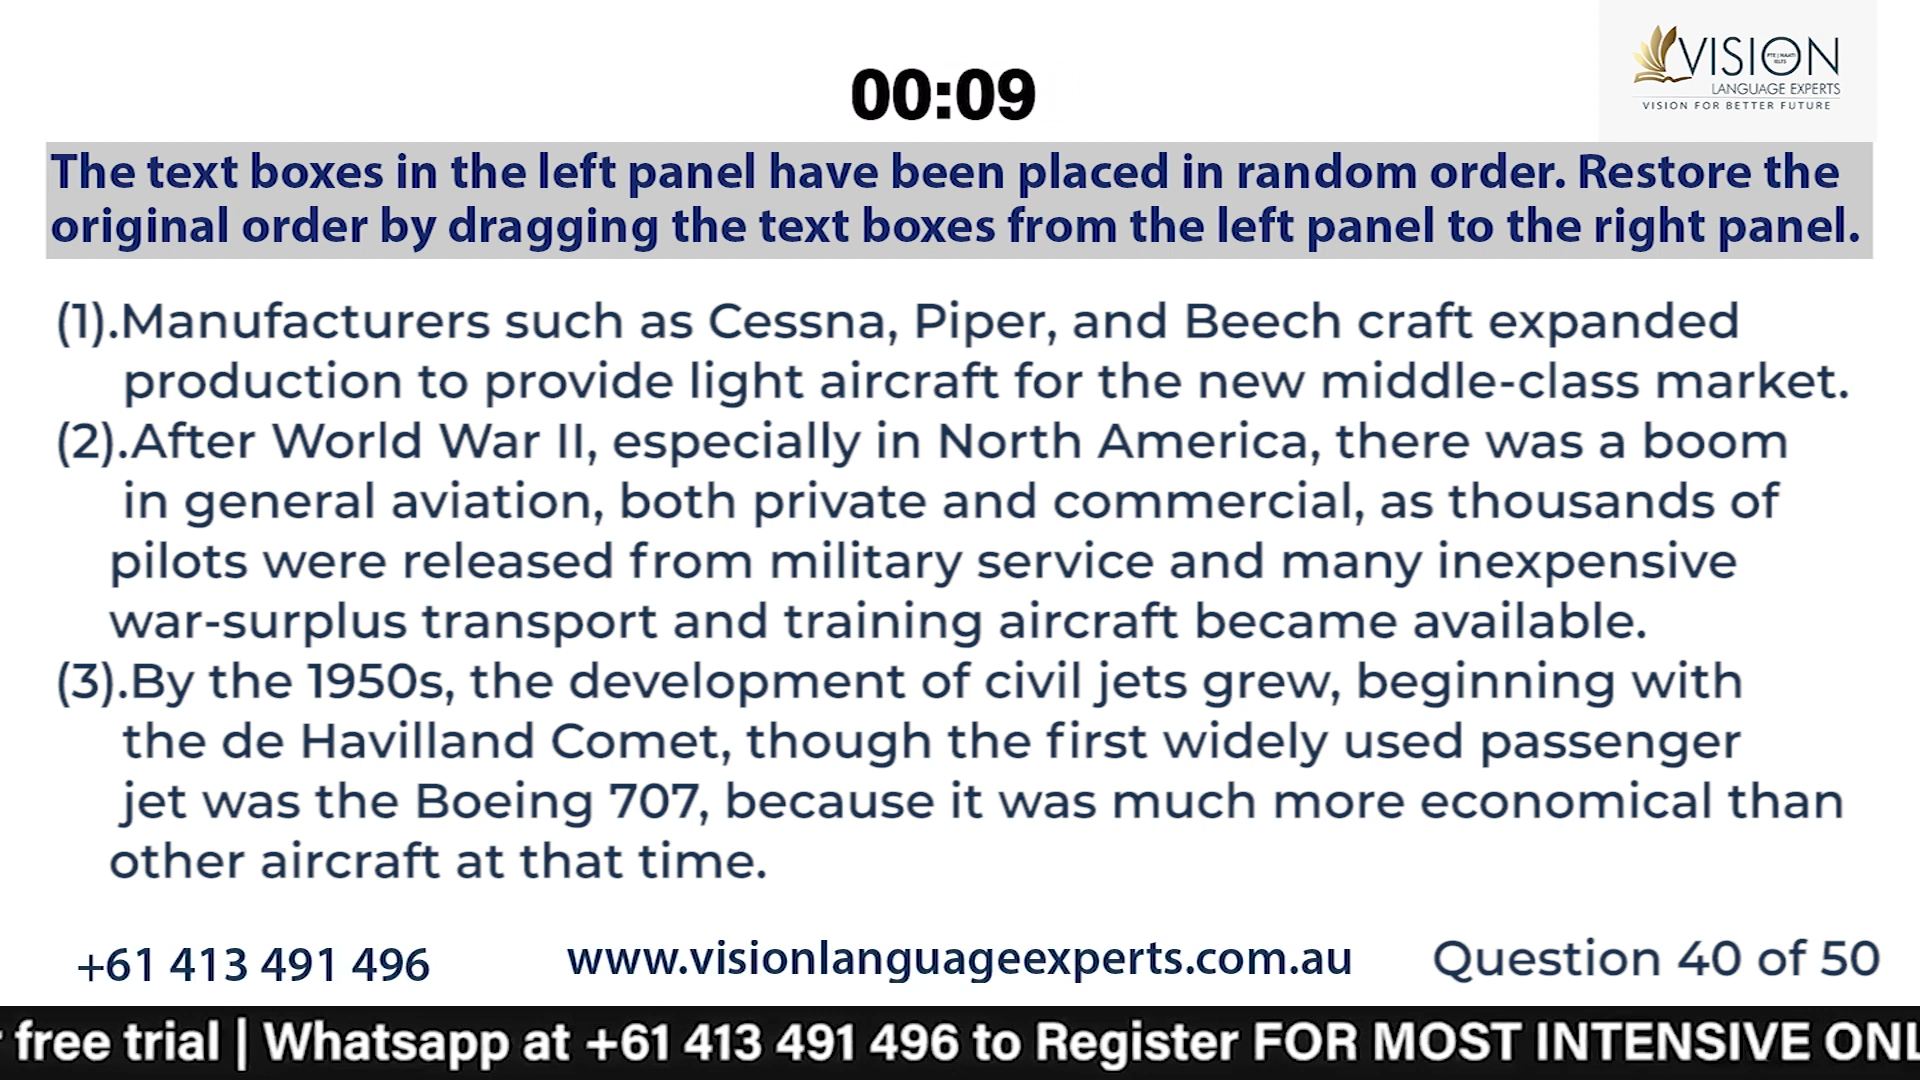 VISION
PTE | NAATI
IELTS
LANGUAGE EXPERTS
VISION FOR BETTER FUTURE
00:09
The text boxes in the left panel have been placed in random order. Restore the
original order by dragging the text boxes from the left panel to the right panel.
(1).Manufacturers such as Cessna, Piper, and Beech craft expanded
production to provide light aircraft for the new middle-class market.
(2).After World War II, especially in North America, there was a boom
in general aviation, both private and commercial, as thousands of
pilots were released from military service and many inexpensive
war-surplus transport and training aircraft became available.
(3).By the 1950s, the development of civil jets grew, beginning with
the de Havilland Comet, though the first widely used passenger
jet was the Boeing 707, because it was much more economical than
other aircraft at that time.
+61 413 491 496
www.visionlanguageexperts.com.au
Question 40 of 50
free trial | Whatsapp at +61 413 491 496 to Register FOR MOST INTENSIVE ONL